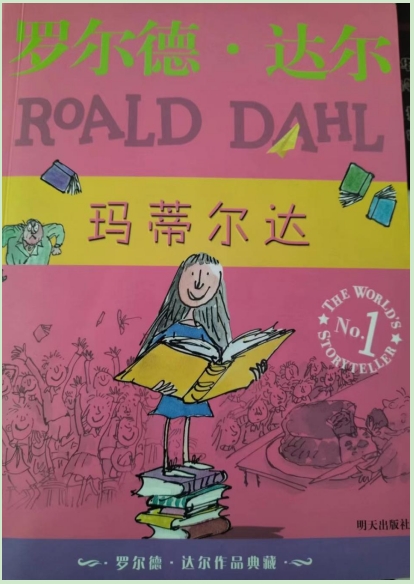 罗尔德·达尔
ROALD DAHL
玛蒂尔达
THE WORLD'S
No.1
STORYTELLER
明天出版社
罗尔德·达尔作品典藏